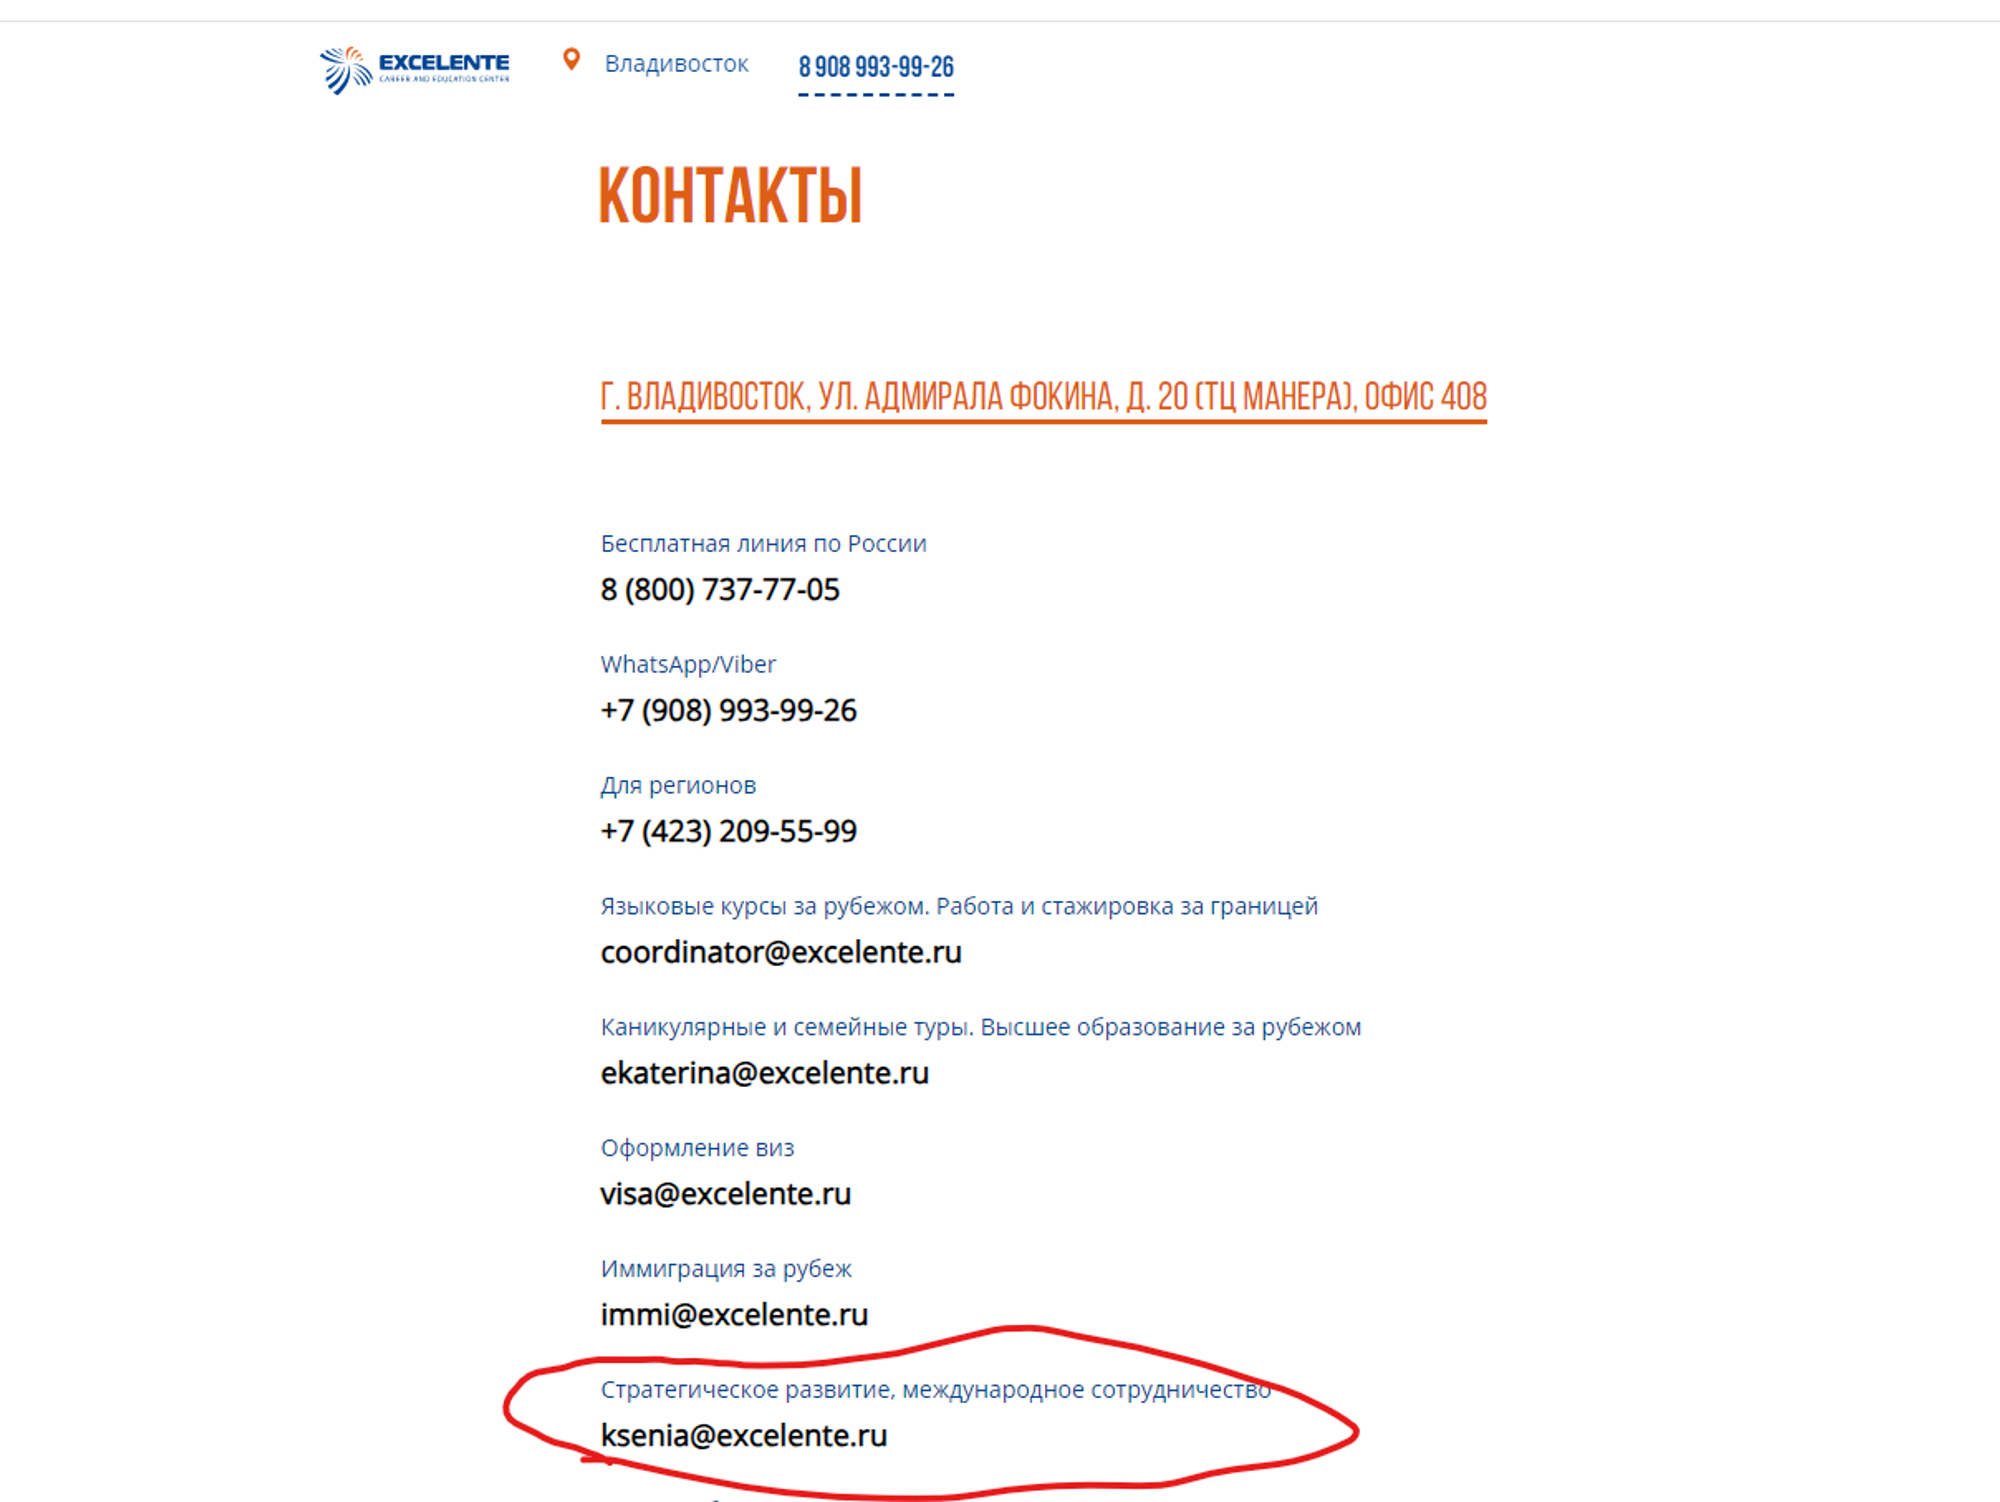 EXCELENTE
CAREER AND EDUCATION CENTER
Владивосток
8 908 993-99-26
КОНТАКТЫ
Г. ВЛАДИВОСТОК, УЛ. АДМИРАЛА ФОКИНА, Д. 20 (ТЦ МАНЕРА), ОФИС 408
Бесплатная линия по России
8 (800) 737-77-05
WhatsApp/Viber
+7 (908) 993-99-26
Для регионов
+7 (423) 209-55-99
Языковые курсы за рубежом. Работа и стажировка за границей
coordinator@excelente.ru
Каникулярные и семейные туры. Высшее образование за рубежом
ekaterina@excelente.ru
Оформление виз
visa@excelente.ru
Иммиграция за рубеж
immi@excelente.ru
Стратегическое развитие, международное сотрудничество
ksenia@excelente.ru